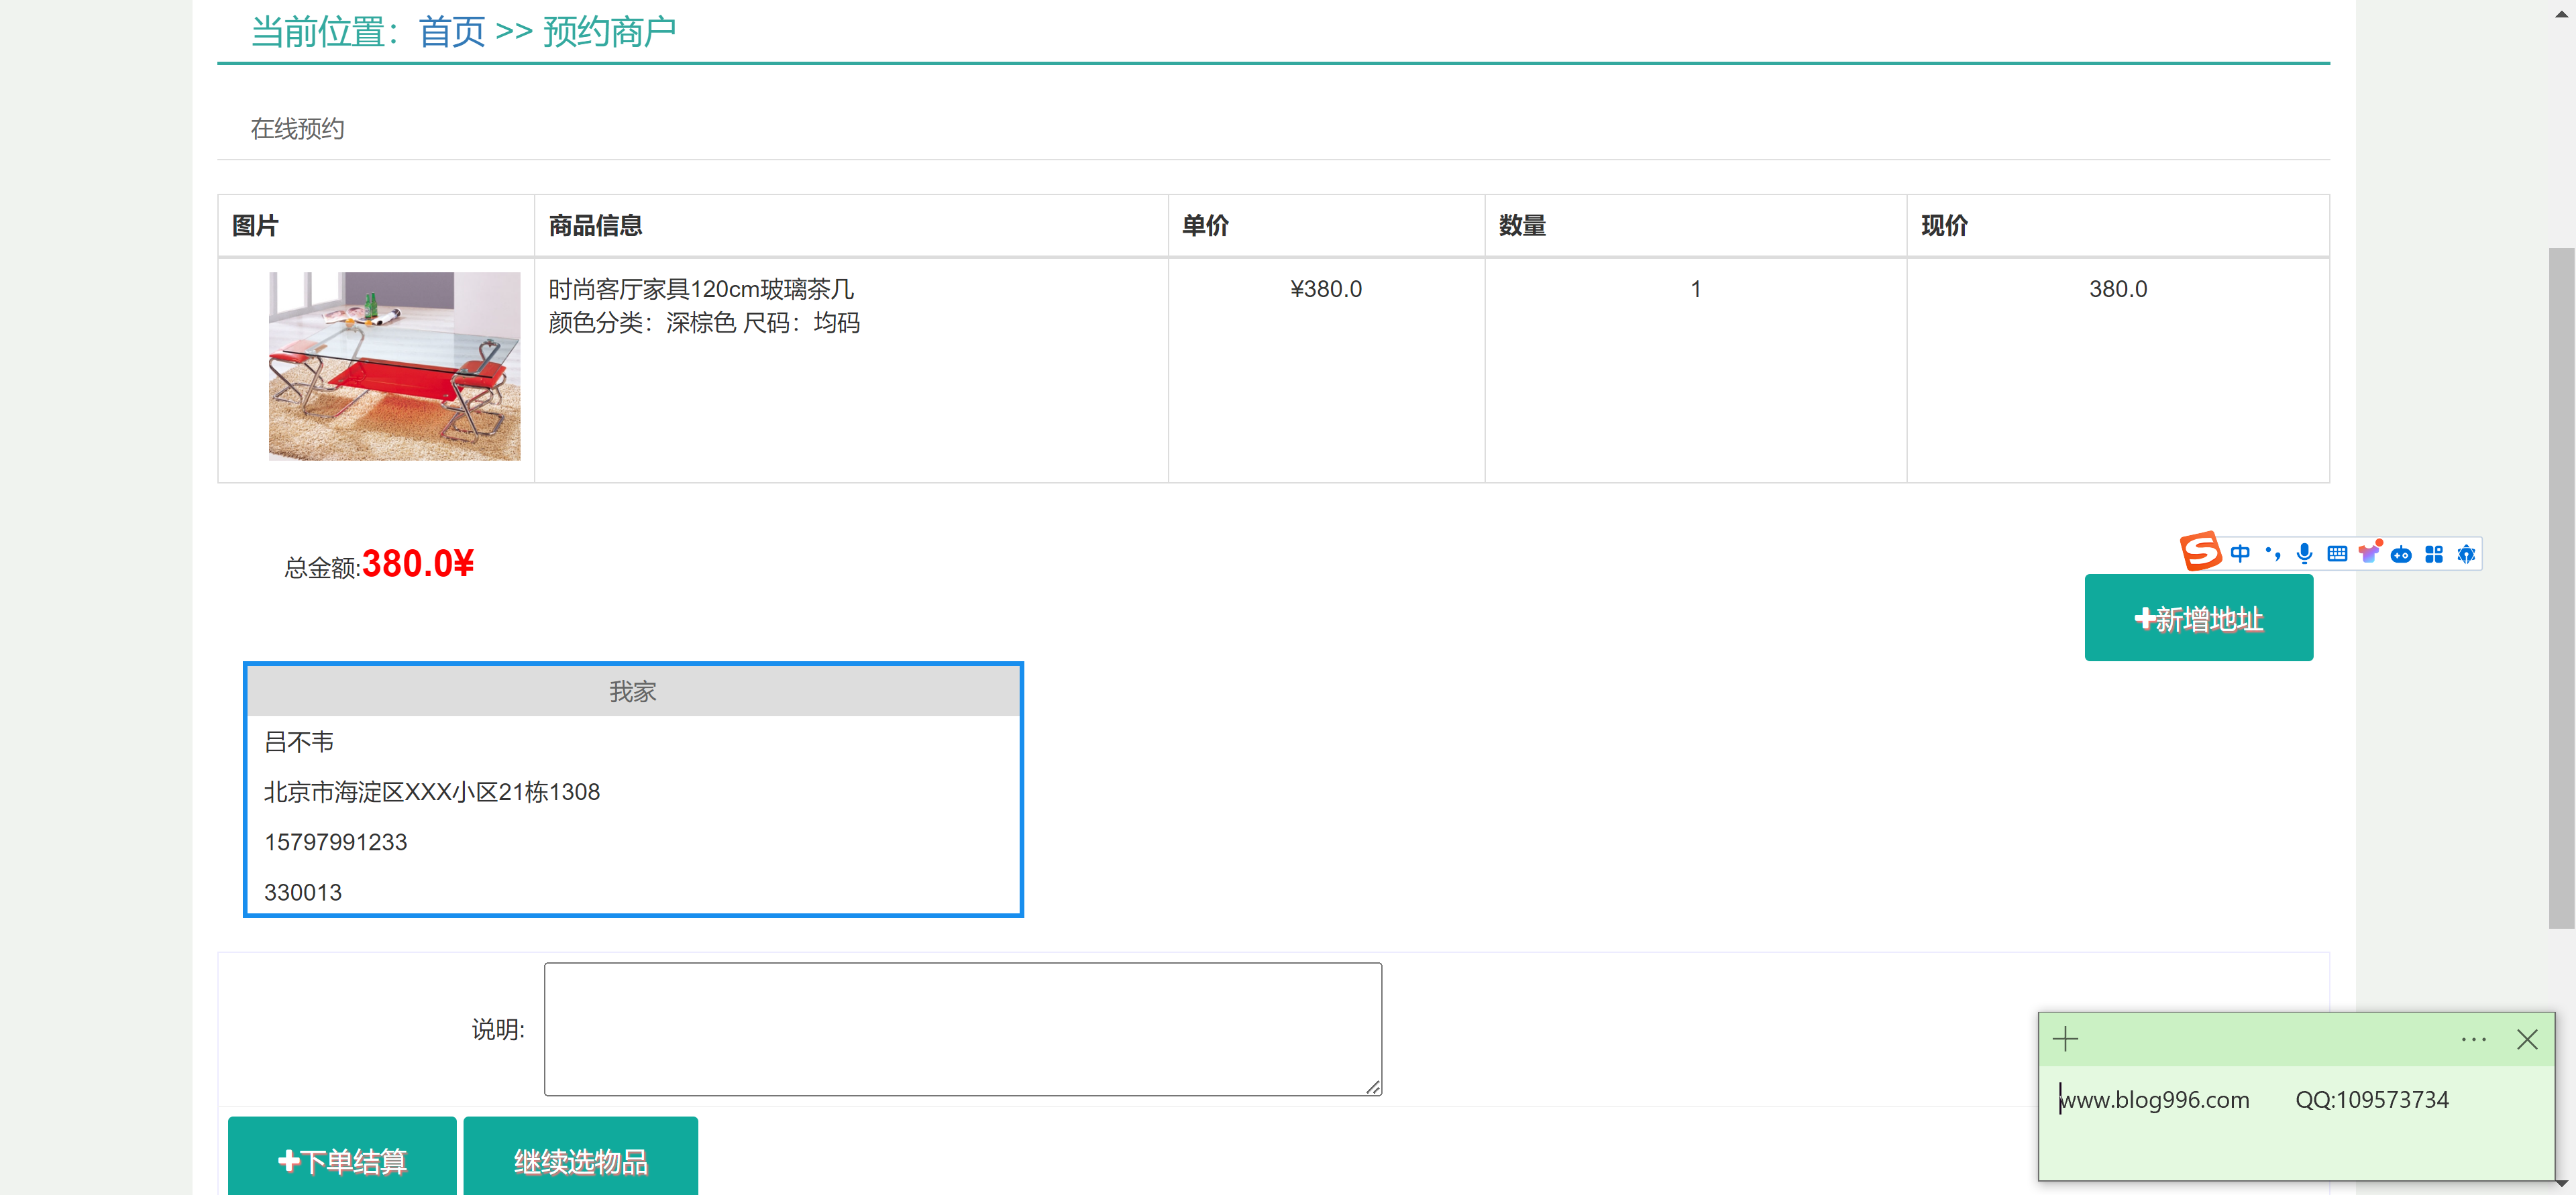 当前位置：首页 >> 预约商户
在线预约
图片 商品信息 单价 数量 现价
时尚客厅家具120cm玻璃茶几 ¥380.0 1 380.0
颜色分类：深棕色 尺码：均码
总金额:380.0¥
中
新增地址
我家
吕不韦
北京市海淀区XXX小区21栋1308
15797991233
330013
说明:
www.blog996.com QQ:109573734
下单结算 继续选物品